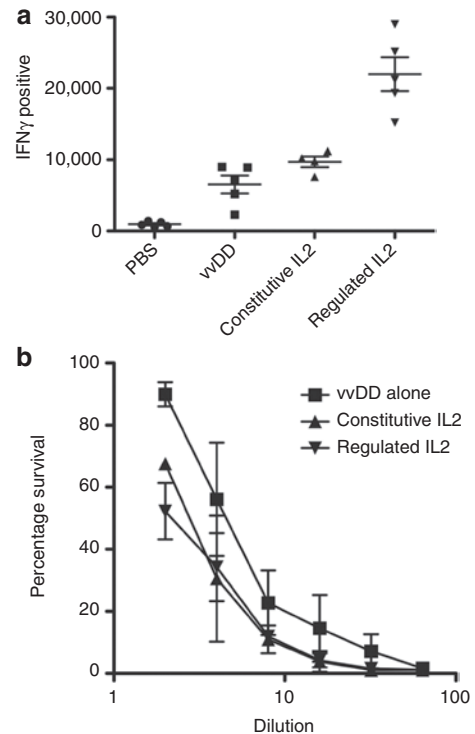 a
30,000
20,000
10,000
0
IFNγ positive
PBS
vvDD
Constitutive IL2
Regulated IL2
b
100
80
60
40
20
0
Percentage survival
vvDD alone
Constitutive IL2
Regulated IL2
1
10
100
Dilution